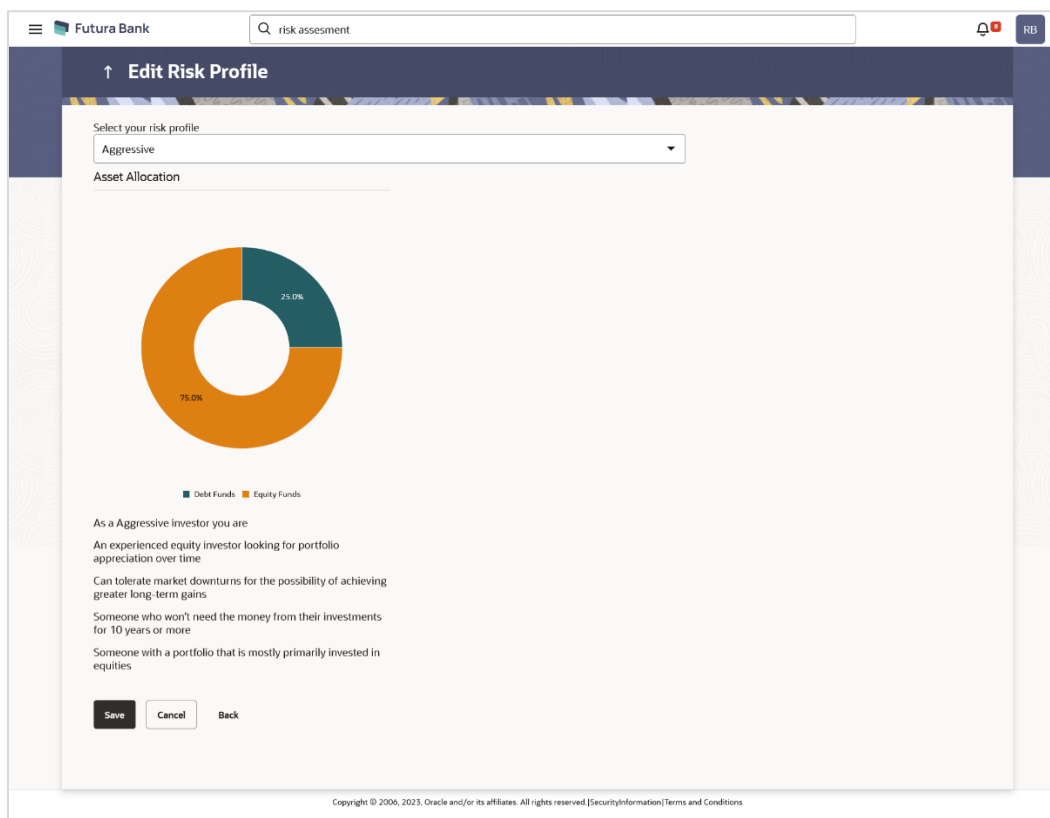 Futura Bank
risk assesment
8
RB
↑ Edit Risk Profile
Select your risk profile
Aggressive
Asset Allocation
25.0%
75.0%
Debt Funds Equity Funds
As a Aggressive investor you are
An experienced equity investor looking for portfolio
appreciation over time
Can tolerate market downturns for the possibility of achieving
greater long-term gains
Someone who won't need the money from their investments
for 10 years or more
Someone with a portfolio that is mostly primarily invested in
equities
Save Cancel Back
Copyright © 2006, 2023, Oracle and/or its affiliates. All rights reserved.|SecurityInformation|Terms and Conditions